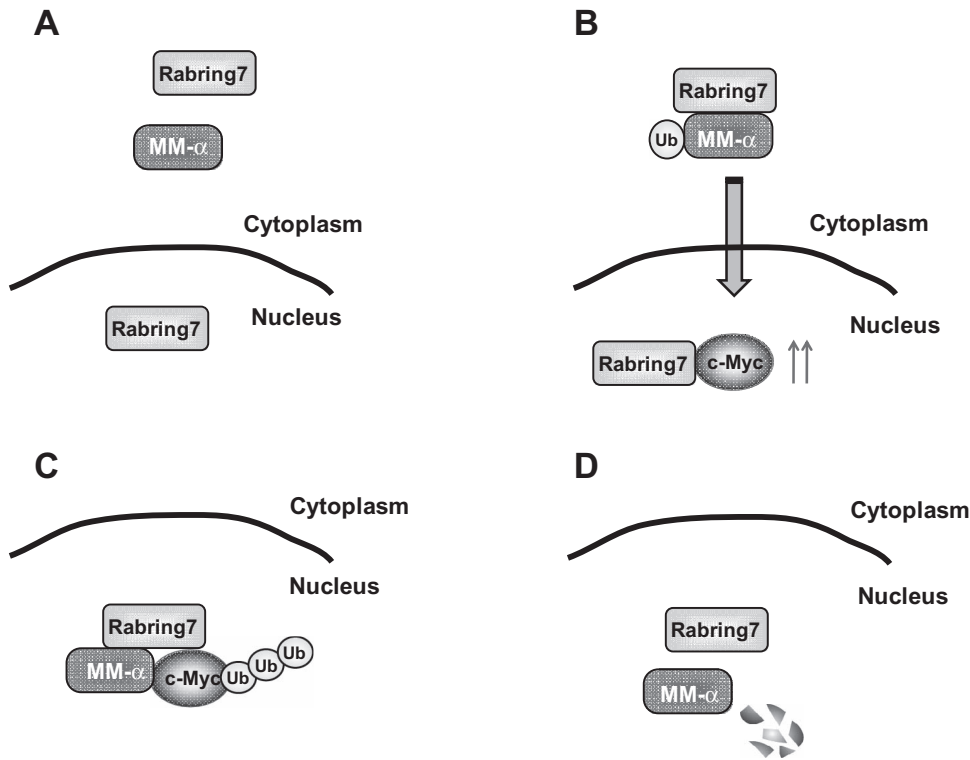 A
Rabring7
MM-α
Cytoplasm
Nucleus
Rabring7
B
Rabring7
Ub
MM-α
Cytoplasm
Nucleus
Rabring7
c-Myc
C
Cytoplasm
Nucleus
Rabring7
MM-α
c-Myc
Ub
Ub
Ub
D
Cytoplasm
Nucleus
Rabring7
MM-α